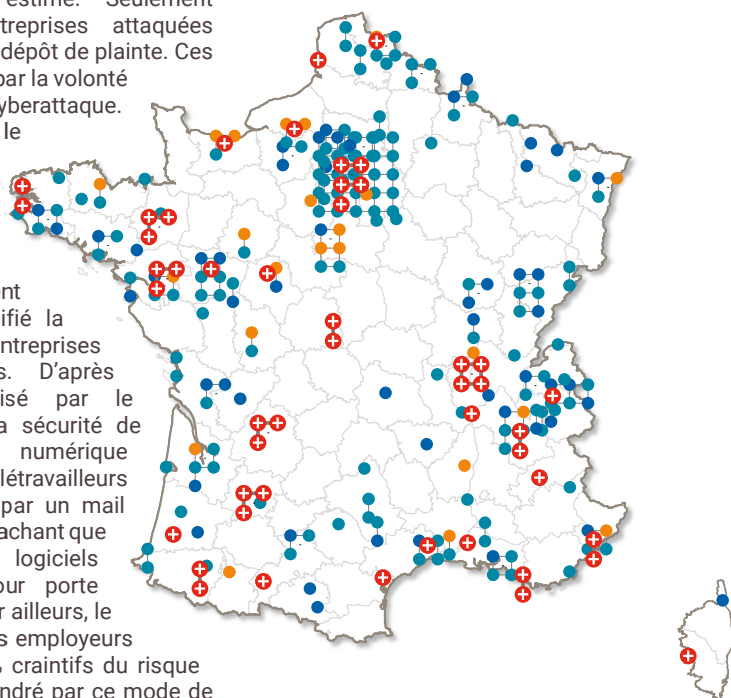 estimé. Seulement
treprises attaquées
dépôt de plainte. Ces
par la volonté
yberattaque.
le
ent
ifié la
ntreprises
s. D'après
isé par le
a sécurité de
numérique
létravailleurs
par un mail
achant que
logiciels
our porte
r ailleurs, le
s employeurs
craintifs du risque
ndré par ce mode de